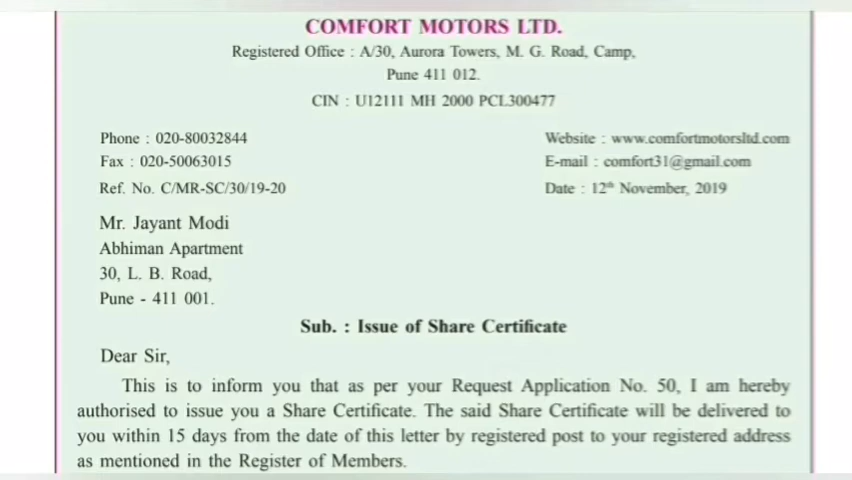 COMFORT MOTORS LTD.
Registered Office : A/30, Aurora Towers, M. G. Road, Camp,
Pune 411 012.
CIN : U12111 MH 2000 PCL300477
Phone : 020-80032844
Website : www.comfortmotorsltd.com
Fax : 020-50063015
E-mail : comfort31@gmail.com
Ref. No. C/MR-SC/30/19-20
Date : 12th November, 2019
Mr. Jayant Modi
Abhiman Apartment
30, L. B. Road,
Pune - 411 001.
Sub. : Issue of Share Certificate
Dear Sir,
This is to inform you that as per your Request Application No. 50, I am hereby
authorised to issue you a Share Certificate. The said Share Certificate will be delivered to
you within 15 days from the date of this letter by registered post to your registered address
as mentioned in the Register of Members.